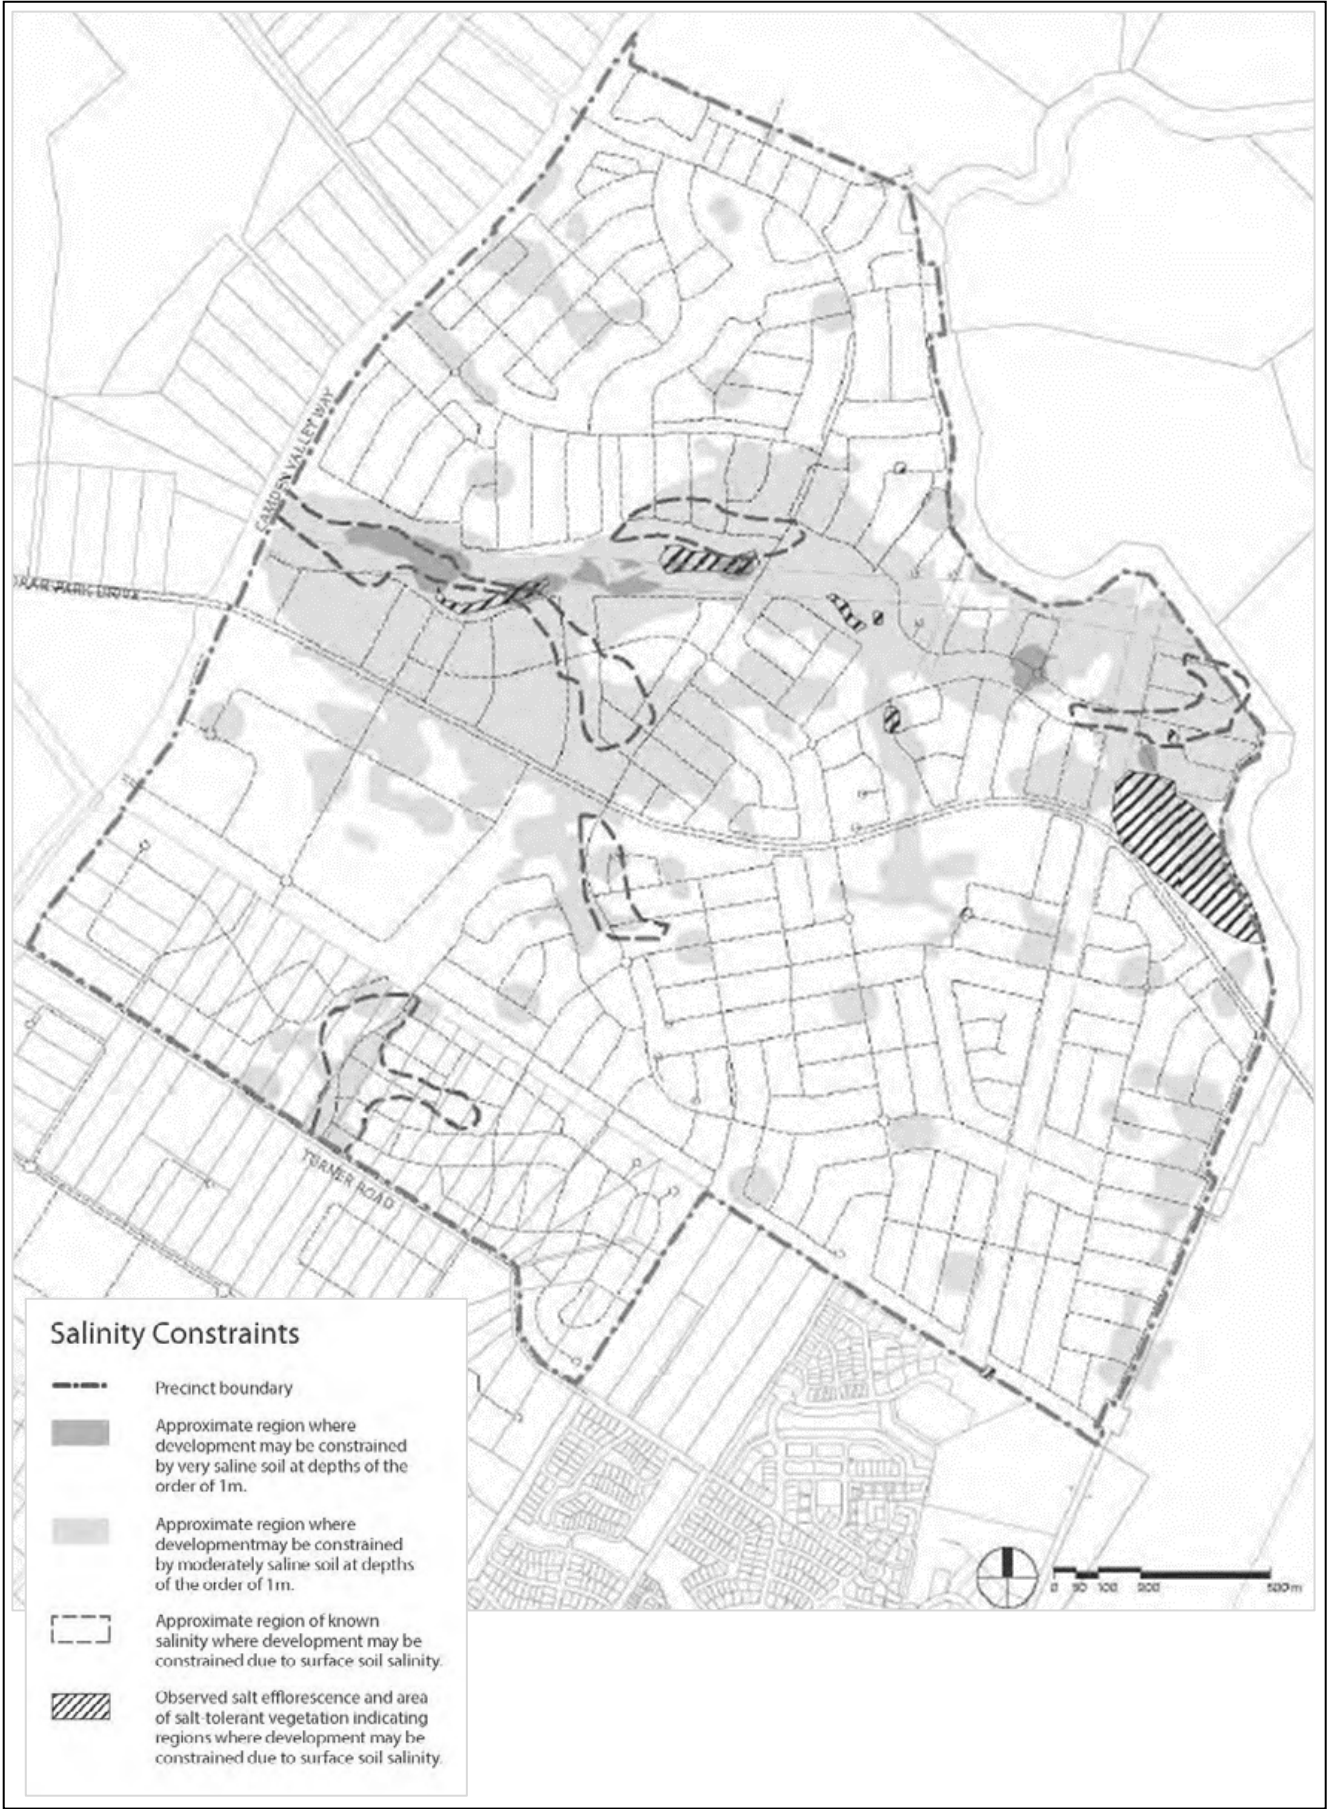 CAMDEN VALLEY WAY
PARK DRIVE
TURNER ROAD
Salinity Constraints
Precinct boundary
Approximate region where
development may be constrained
by very saline soil at depths of the
order of 1m.
Approximate region where
developmentmay be constrained
by moderately saline soil at depths
of the order of 1m.
Approximate region of known
salinity where development may be
constrained due to surface soil salinity.
Observed salt efflorescence and area
of salt-tolerant vegetation indicating
regions where development may be
constrained due to surface soil salinity.
0 50 100 200 500m